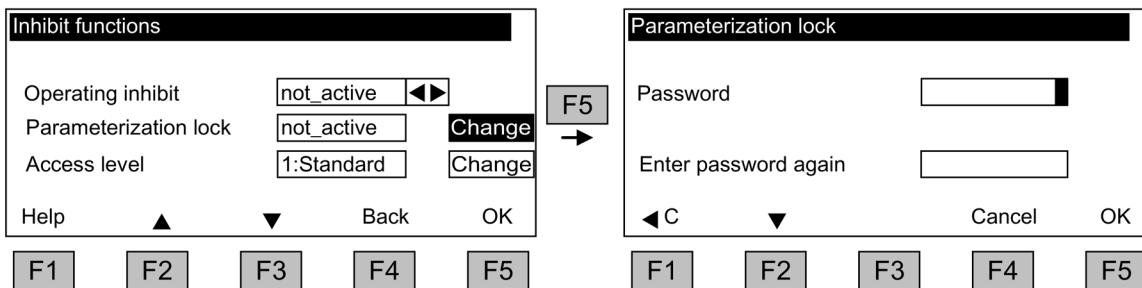 Inhibit functions
Operating inhibit not_active ◀▶
Parameterization lock not_active Change
Access level 1:Standard Change
Help ▲ ▼ Back OK
F1 F2 F3 F4 F5
F5
→
Parameterization lock
Password
Enter password again
◀ C ▼ Cancel OK
F1 F2 F3 F4 F5